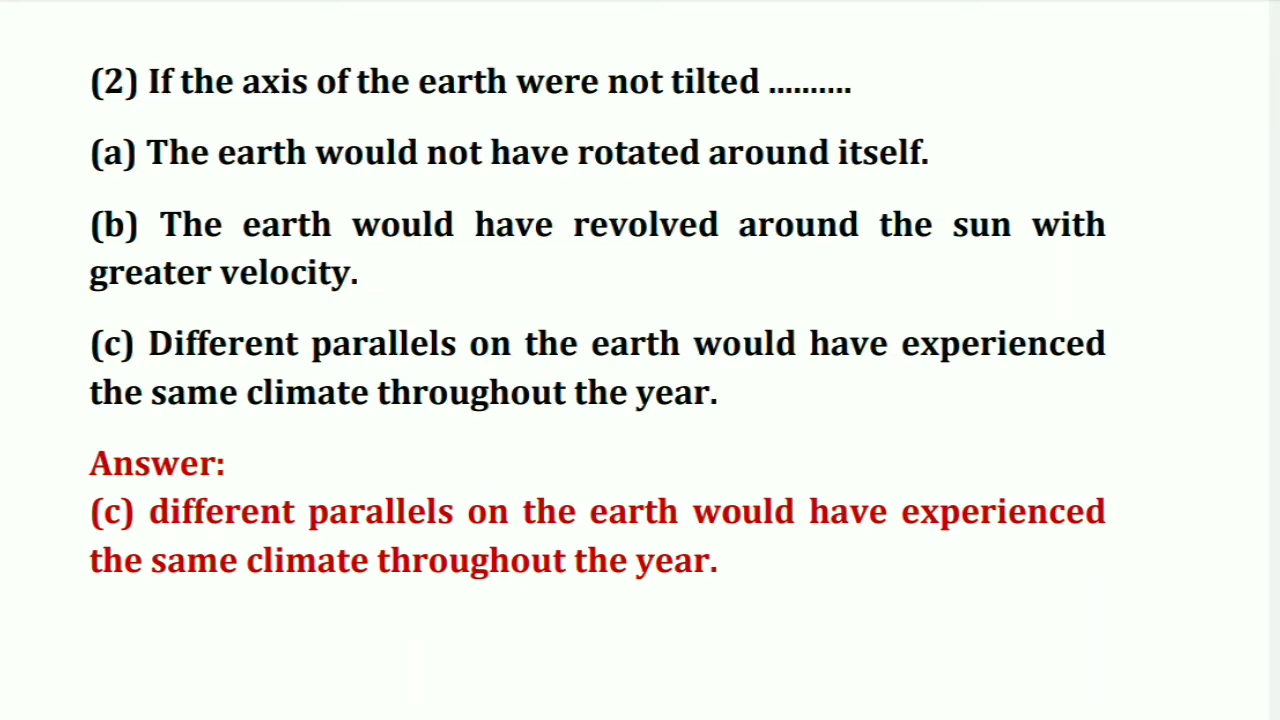 (2) If the axis of the earth were not tilted ..........
(a) The earth would not have rotated around itself.
(b) The earth would have revolved around the sun with
greater velocity.
(c) Different parallels on the earth would have experienced
the same climate throughout the year.
Answer:
(c) different parallels on the earth would have experienced
the same climate throughout the year.